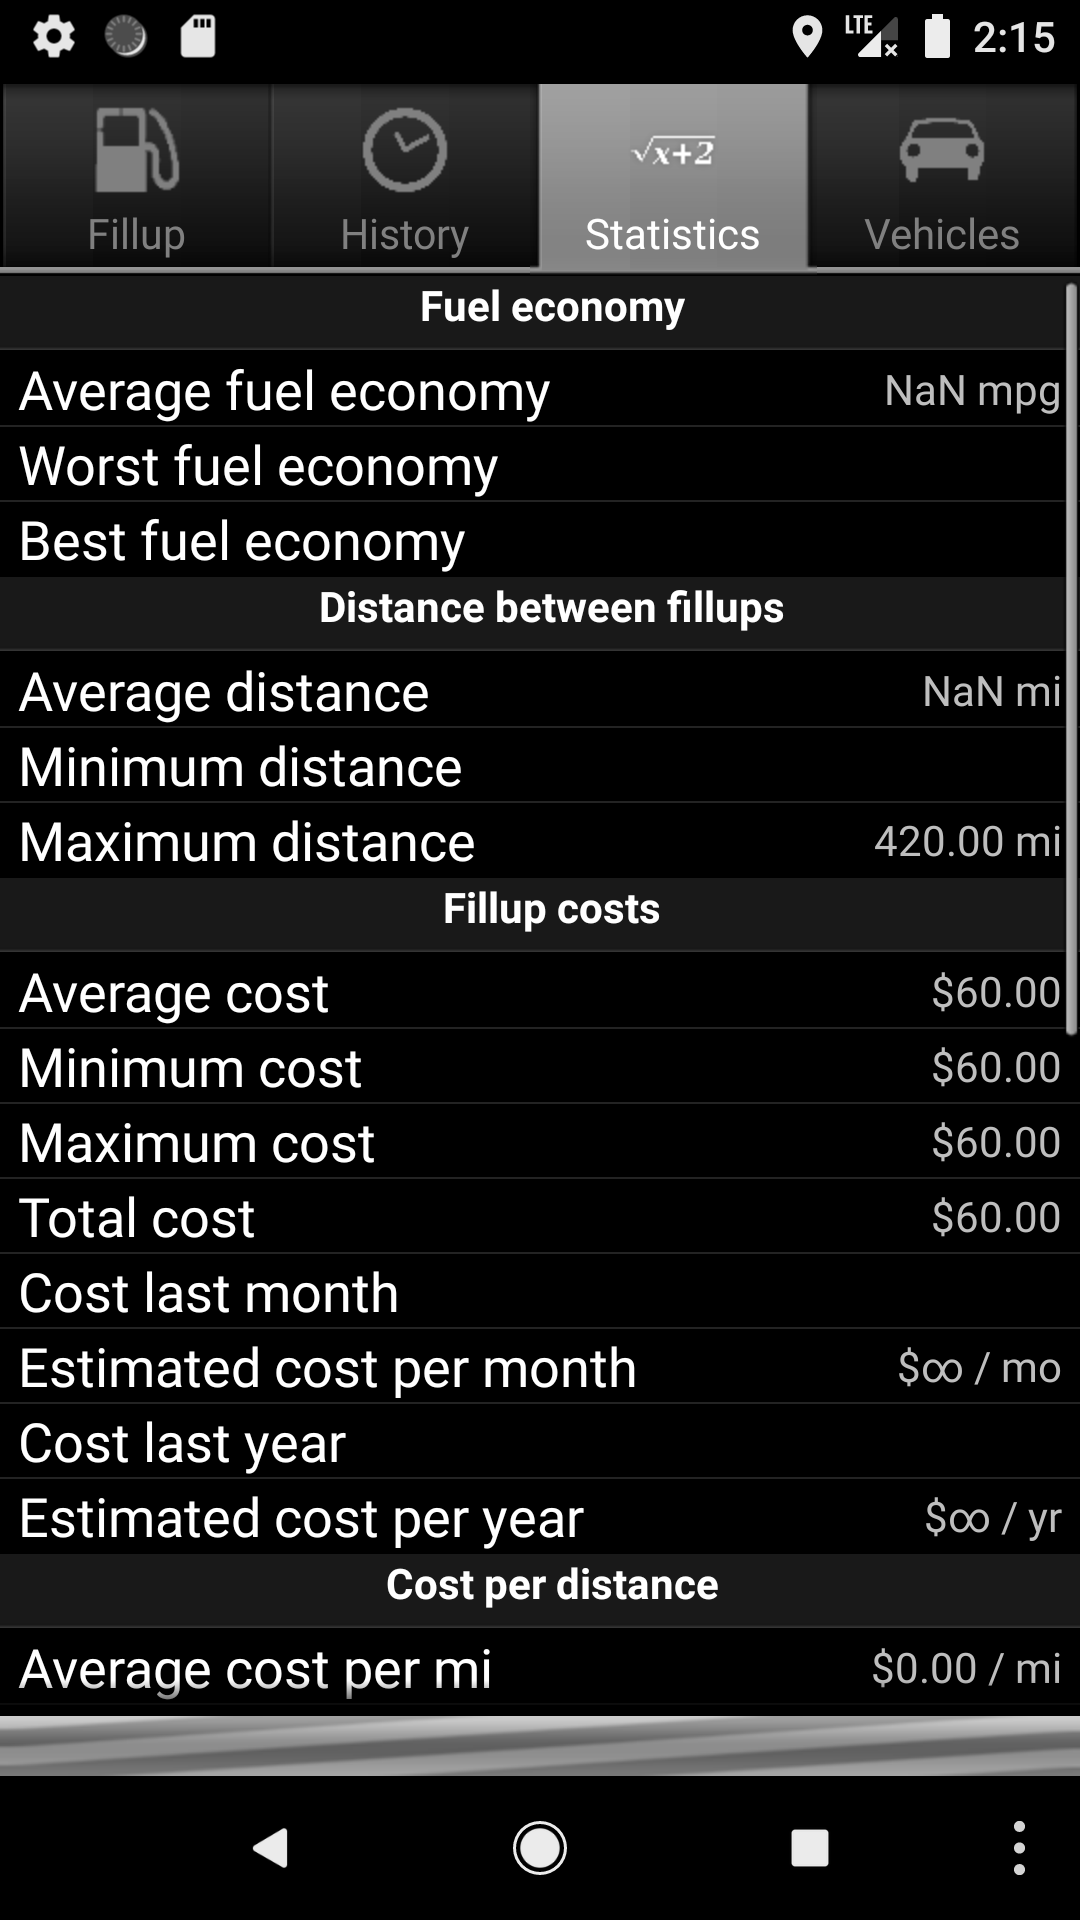 LTE 2:15
√x+2
Fillup History Statistics Vehicles
Fuel economy
Average fuel economy NaN mpg
Worst fuel economy
Best fuel economy
Distance between fillups
Average distance NaN mi
Minimum distance
Maximum distance 420.00 mi
Fillup costs
Average cost $60.00
Minimum cost $60.00
Maximum cost $60.00
Total cost $60.00
Cost last month
Estimated cost per month $∞ / mo
Cost last year
Estimated cost per year $∞ / yr
Cost per distance
Average cost per mi $0.00 / mi